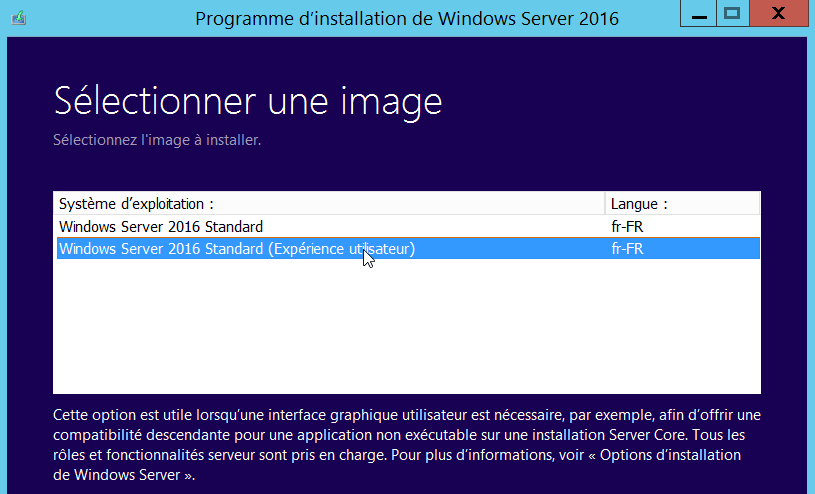 Programme d'installation de Windows Server 2016
Sélectionner une image
Sélectionnez l'image à installer.
Système d'exploitation : Langue :
Windows Server 2016 Standard fr-FR
Windows Server 2016 Standard (Expérience utilisateur) fr-FR
Cette option est utile lorsqu'une interface graphique utilisateur est nécessaire, par exemple, afin d'offrir une
compatibilité descendante pour une application non exécutable sur une installation Server Core. Tous les
rôles et fonctionnalités serveur sont pris en charge. Pour plus d'informations, voir « Options d'installation
de Windows Server ».